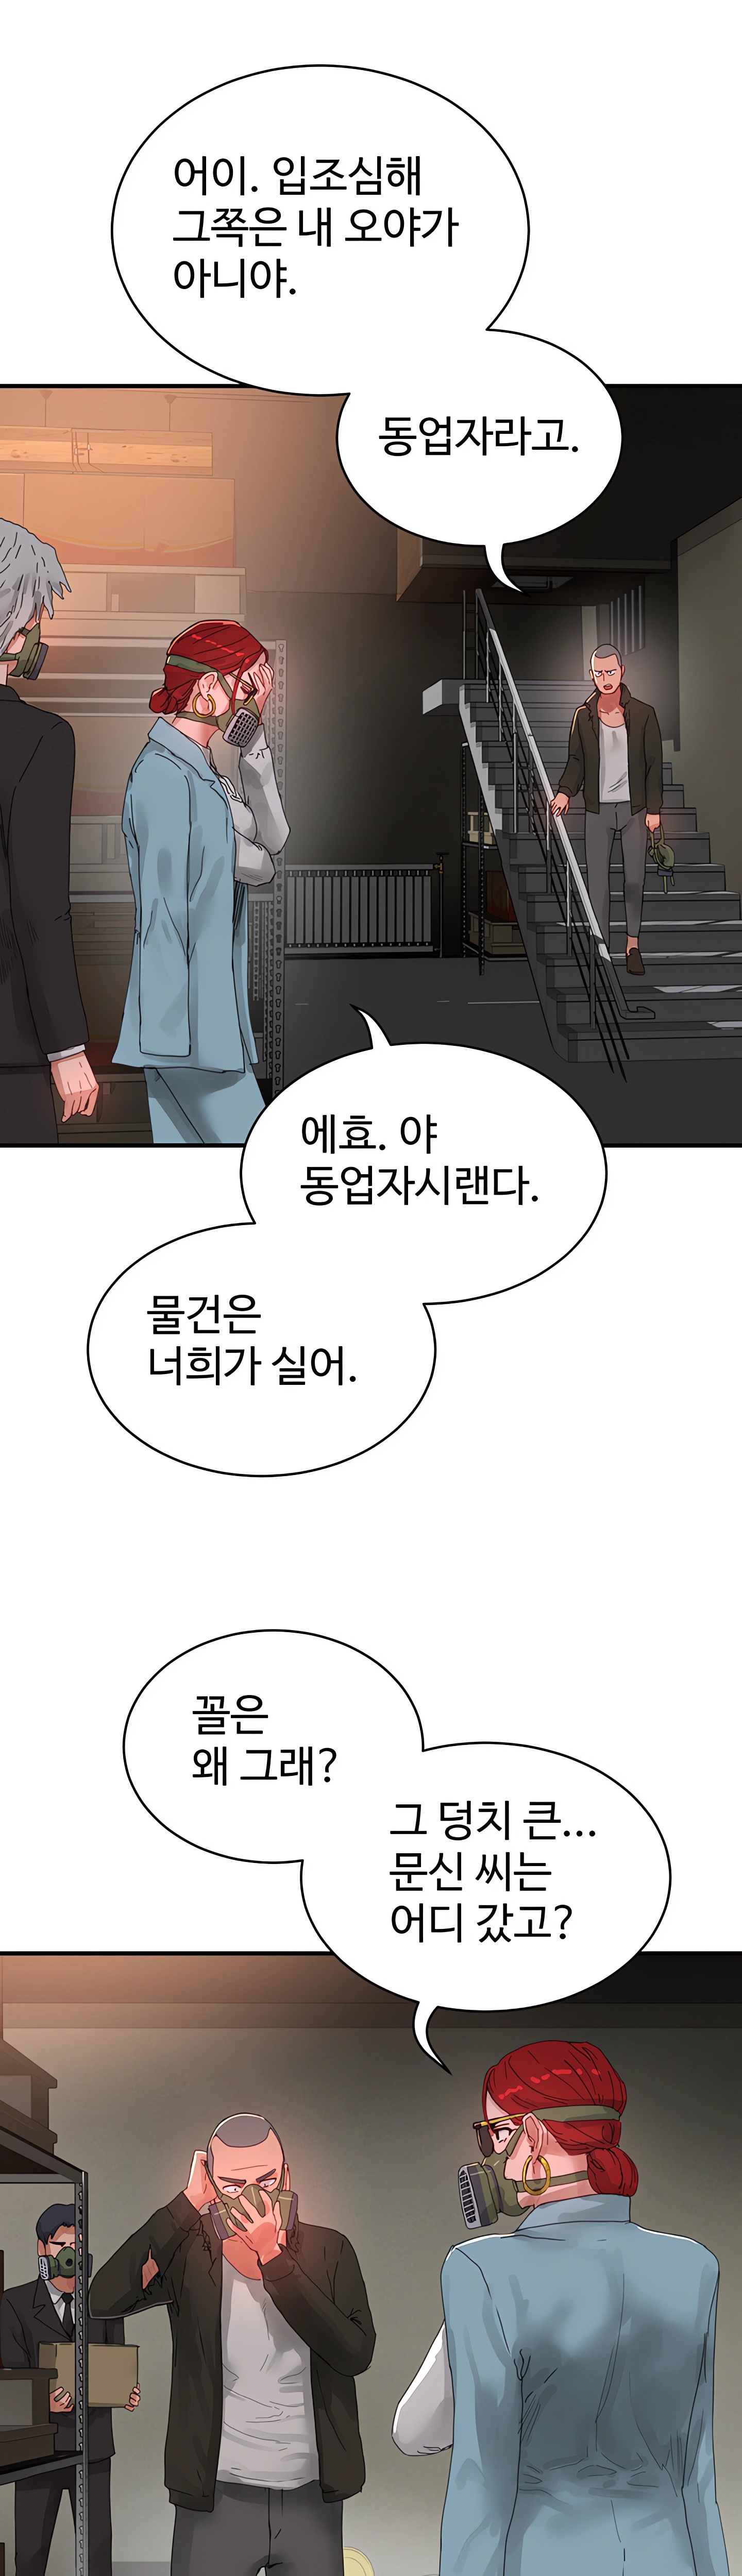 어이. 입조심해
그쪽은 내 오야가
아니야.
동업자라고.
에효. 야
동업자시랜다.
물건은
너희가 실어.
꼴은
왜 그래?
그 덩치 큰...
문신 씨는
어디 갔고?